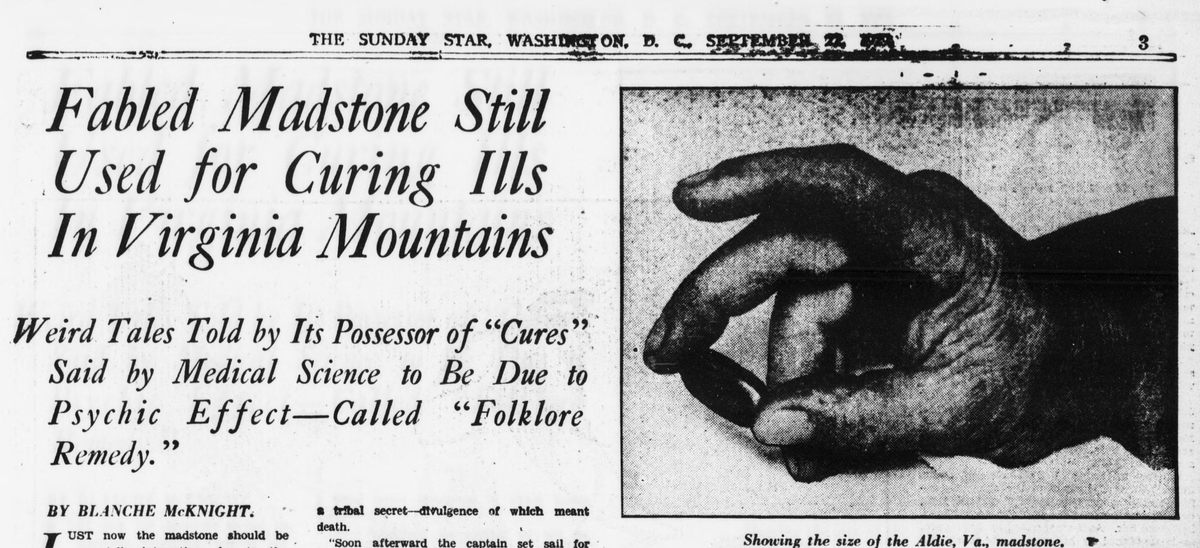 THE SUNDAY STAR, WASHINGTON, D. C., SEPTEMBER 22, 3
Fabled Madstone Still
Used for Curing Ills
In Virginia Mountains
Weird Tales Told by Its Possessor of “Cures”
Said by Medical Science to Be Due to
Psychic Effect—Called “Folklore
Remedy.”
BY BLANCHE McKNIGHT.
JUST now the madstone should be
a tribal secret—divulgence of which meant
death.
“Soon afterward the captain set sail for
Showing the size of the Aldie, Va., madstone.